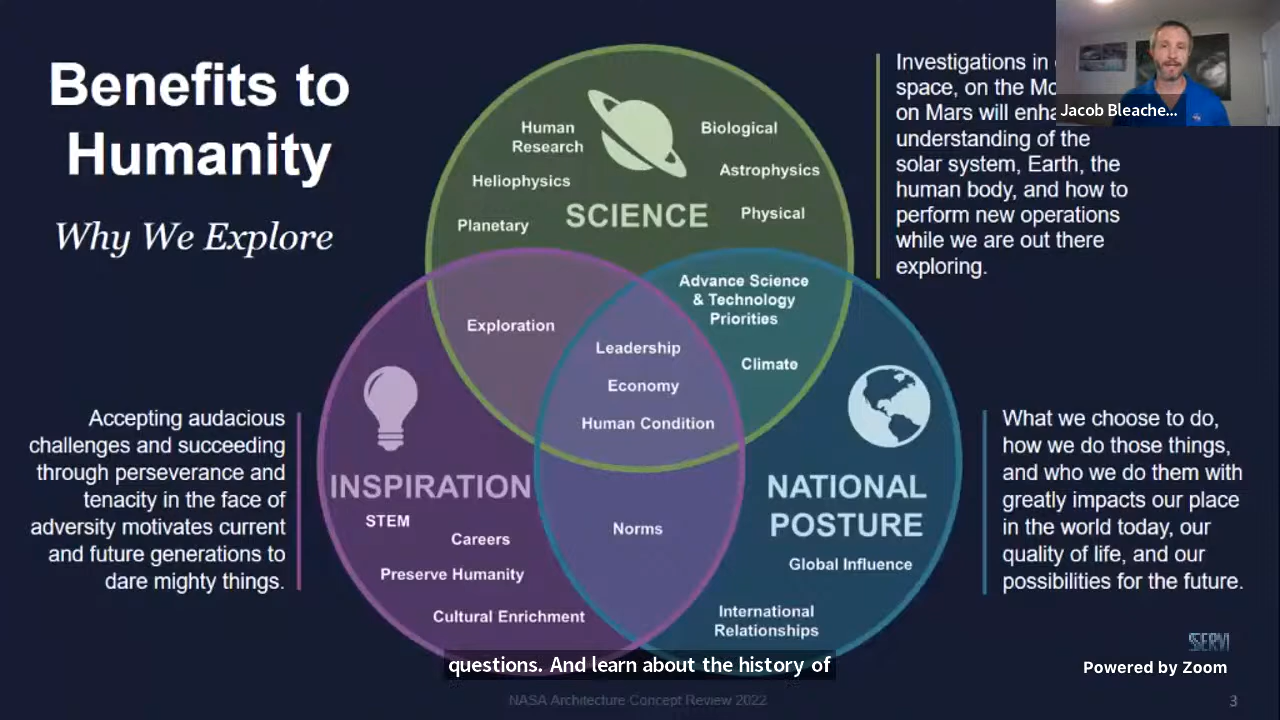 Benefits to
Humanity
Why We Explore
Human
Research
Biological
Astrophysics
Heliophysics
Physical
Planetary
SCIENCE
Investigations in
space, on the Mo
on Mars will enha
understanding of the
solar system, Earth, the
human body, and how to
perform new operations
while we are out there
exploring.
Jacob Bleache...
Advance Science
& Technology
Priorities
Exploration
Leadership
Climate
Economy
Human Condition
Accepting audacious
challenges and succeeding
through perseverance and
tenacity in the face of
adversity motivates current
and future generations to
dare mighty things.
INSPIRATION
STEM
Careers
Preserve Humanity
Cultural Enrichment
Norms
NATIONAL
POSTURE
Global Influence
International
Relationships
What we choose to do,
how we do those things,
and who we do them with
greatly impacts our place
in the world today, our
quality of life, and our
possibilities for the future.
questions. And learn about the history of
Powered by Zoom
NASA Architecture Concept Review 2022
3